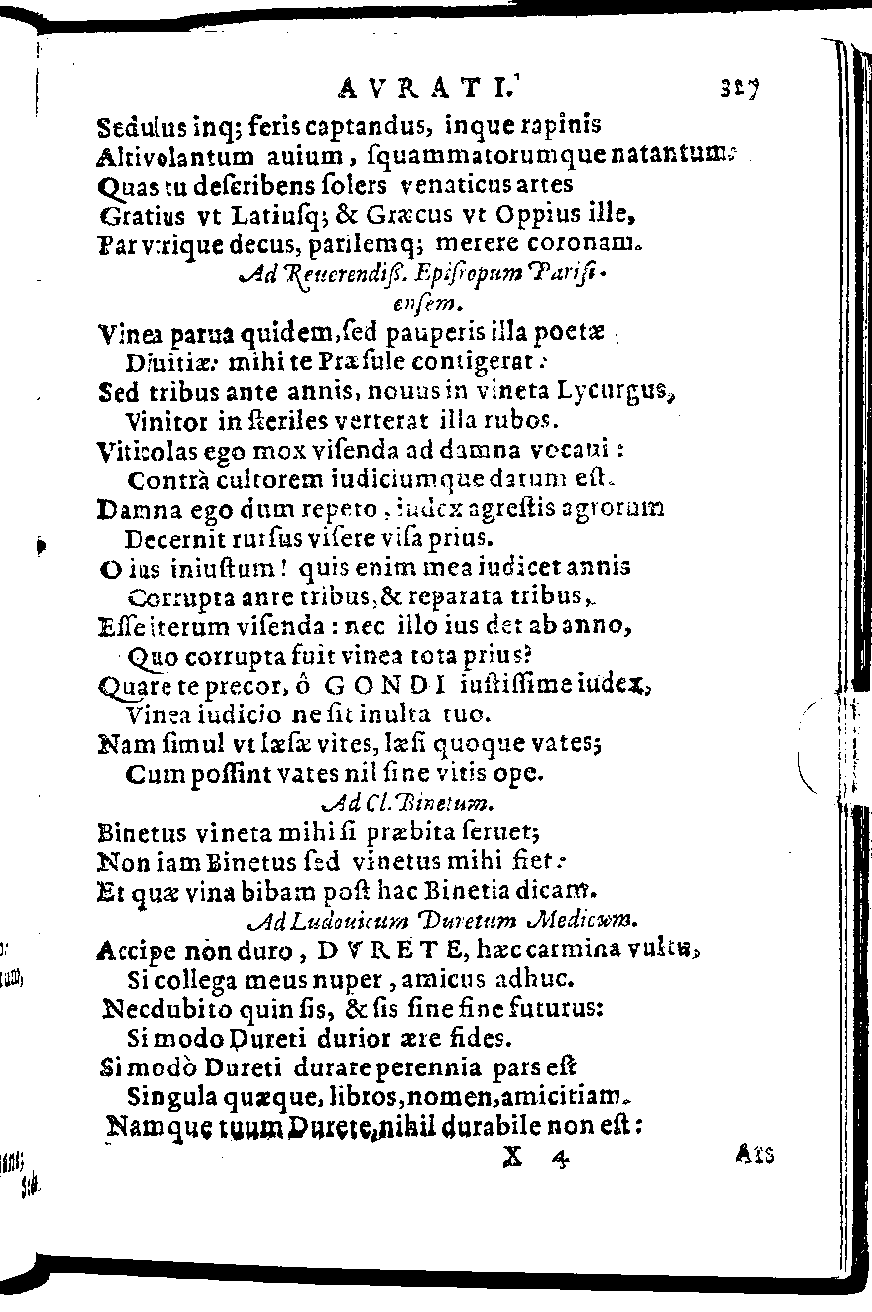 AVRATI. 327
Sedulus inq; feris captandus, inque rapinis
Altivolantum auium, ſquammatorumque natantum:
Quas tu deſcribens ſolers venaticus artes
Gratius vt Latiuſq; & Græcus vt Oppius ille,
Par vtrique decus, parilemq; merere coronam.
Ad Reuerendiſſ. Epiſcopum Pariſi-
enſem.
Vinea parua quidem, ſed pauperis illa poetæ
Diuitiæ: mihi te Præſule contigerat:
Sed tribus ante annis, nouus in vineta Lycurgus,
Vinitor in ſteriles verterat illa rubos.
Viticolas ego mox viſenda ad damna vocaui:
Contrà cultorem iudiciumque datum eſt.
Damna ego dum repeto, iudex agreſtis agrorum
Decernit rurſus viſere viſa prius.
O ius iniuſtum! quis enim mea iudicet annis
Corrupta ante tribus, & reparata tribus,
Eſſe iterum viſenda: nec illo ius det ab anno,
Quo corrupta fuit vinea tota prius?
Quare te precor, ô GONDI iuſtiſſime iudex,
Vinea iudicio ne ſit inulta tuo.
Nam ſimul vt læſæ vites, læſi quoque vates;
Cum poſſint vates nil ſine vitis ope.
Ad Cl. Binetum.
Binetus vineta mihi ſi præbita ſeruet;
Non iam Binetus ſed vinetus mihi fiet:
Et quæ vina bibam poſt hac Binetia dicam.
Ad Ludouicum Duretum Medicum.
Accipe non duro, DVRETE, hæc carmina vultu,
Si collega meus nuper, amicus adhuc.
Nec dubito quin ſis, & ſis ſine fine futurus:
Si modo Dureti durior ære fides.
Si modò Dureti durare perennia pars eſt
Singula quæque, libros, nomen, amicitiam.
Namque tuum Durete, nihil durabile non eſt:
X 4 Ars